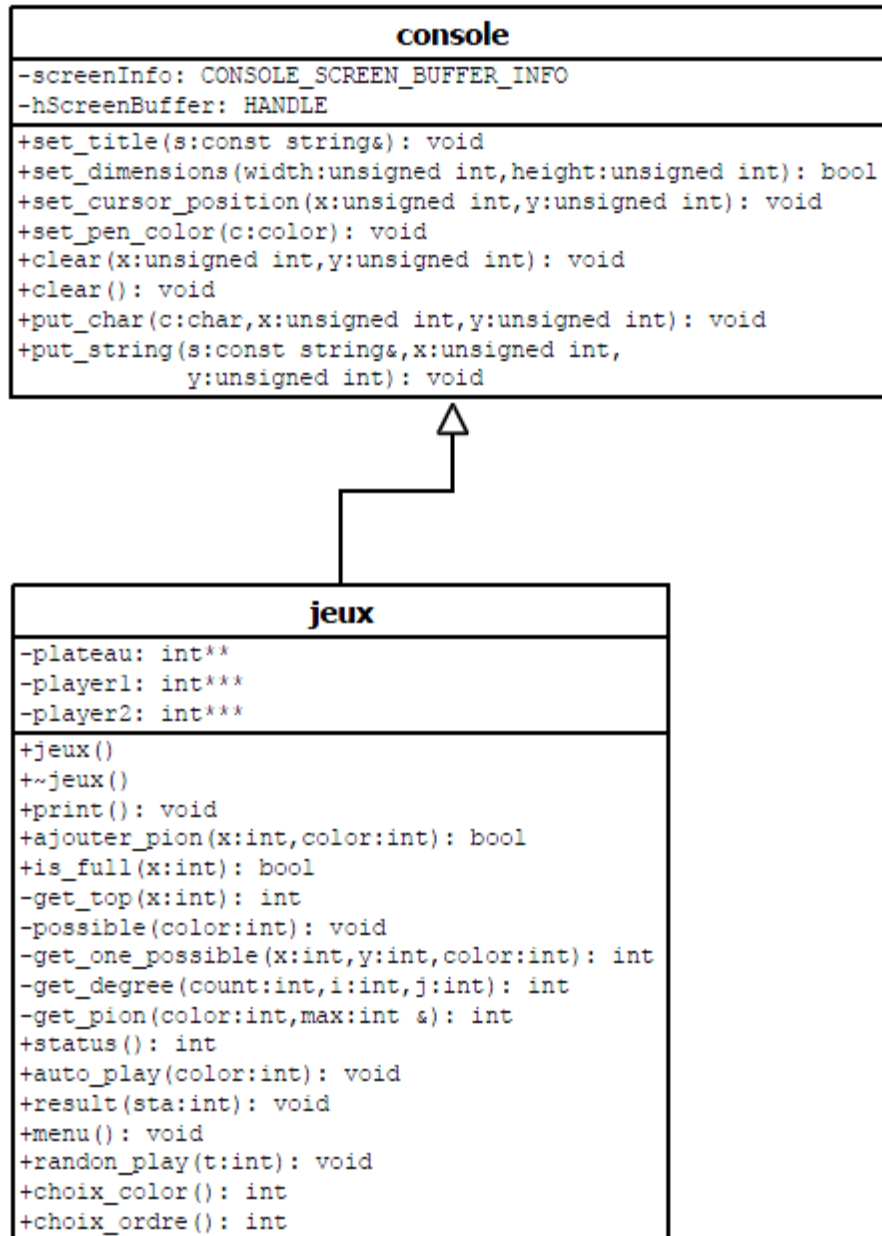 console
-screenInfo: CONSOLE_SCREEN_BUFFER_INFO
-hScreenBuffer: HANDLE
+set_title(s:const string&): void
+set_dimensions(width:unsigned int,height:unsigned int): bool
+set_cursor_position(x:unsigned int,y:unsigned int): void
+set_pen_color(c:color): void
+clear(x:unsigned int,y:unsigned int): void
+clear(): void
+put_char(c:char,x:unsigned int,y:unsigned int): void
+put_string(s:const string&,x:unsigned int,
y:unsigned int): void
jeux
-plateau: int**
-player1: int***
-player2: int***
+jeux()
+~jeux()
+print(): void
+ajouter_pion(x:int,color:int): bool
+is_full(x:int): bool
-get_top(x:int): int
-possible(color:int): void
-get_one_possible(x:int,y:int,color:int): int
-get_degree(count:int,i:int,j:int): int
-get_pion(color:int,max:int &): int
+status(): int
+auto_play(color:int): void
+result(sta:int): void
+menu(): void
+randon_play(t:int): void
+choix_color(): int
+choix_ordre(): int